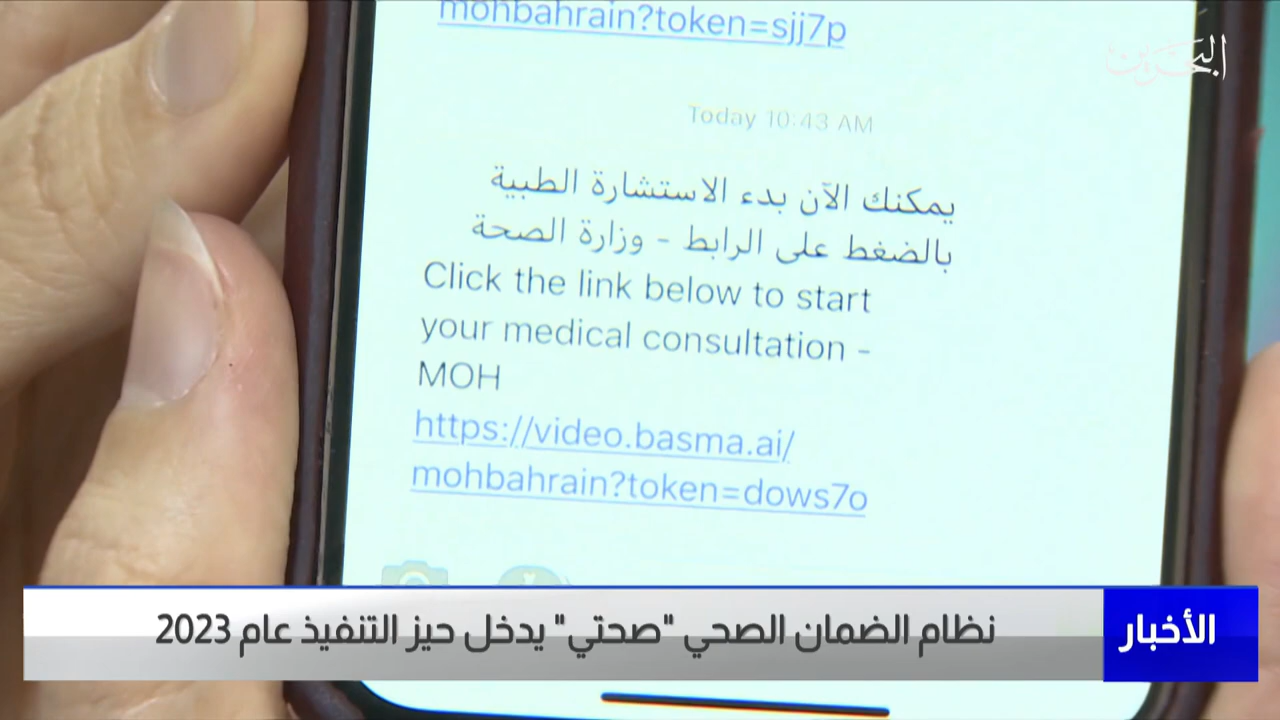 mohbahrain?token=sjj7p
البحرين
Today 10:43 AM
يمكنك الآن بدء الاستشارة الطبية
بالضغط على الرابط - وزارة الصحة
Click the link below to start
your medical consultation -
MOH
https://video.basma.ai/
mohbahrain?token=dows7o
الأخبار
نظام الضمان الصحي "صحتي" يدخل حيز التنفيذ عام 2023